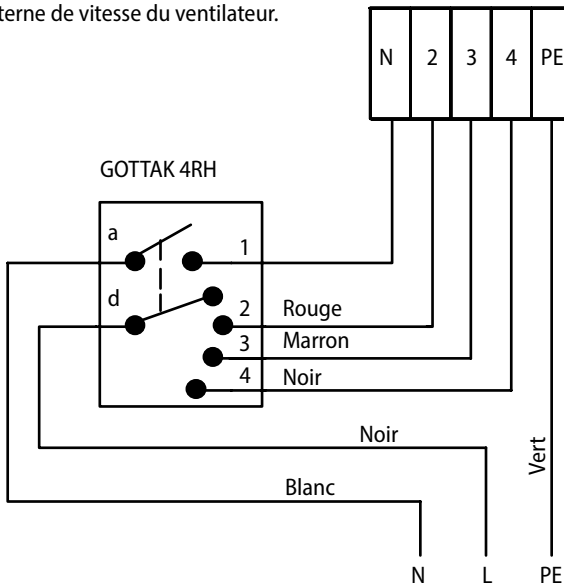 terne de vitesse du ventilateur.
N 2 3 4 PE
GOTTAK 4RH
a
1
d
2 Rouge
3 Marron
4 Noir
Noir
Vert
Blanc
N L PE